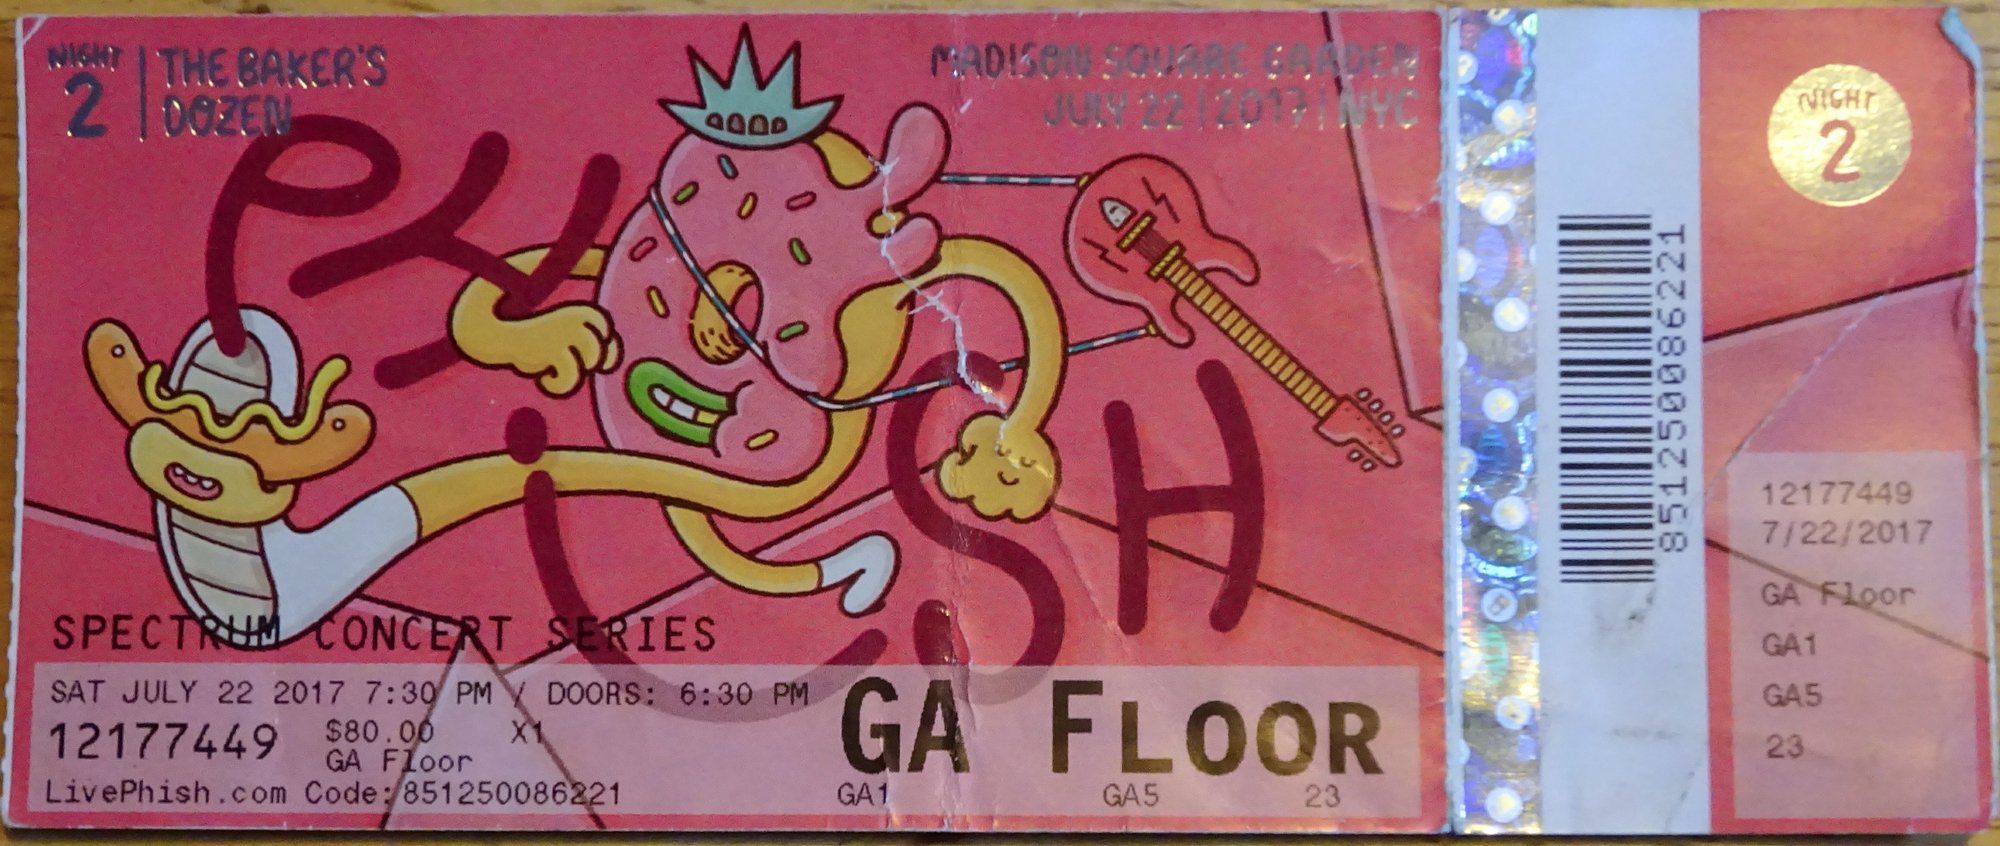 NIGHT
2
THE BAKER'S
DOZEN
MADISON SQUARE GARDEN
JULY 22 | 2017 | NYC
PHISH
SPECTRUM CONCERT SERIES
SAT JULY 22 2017 7:30 PM / DOORS: 6:30 PM
12177449
$80.00 X1
GA Floor
LivePhish.com Code: 851250086221
GA FLOOR
GA1 GA5 23
851250086221
NIGHT
2
12177449
7/22/2017
GA Floor
GA1
GA5
23